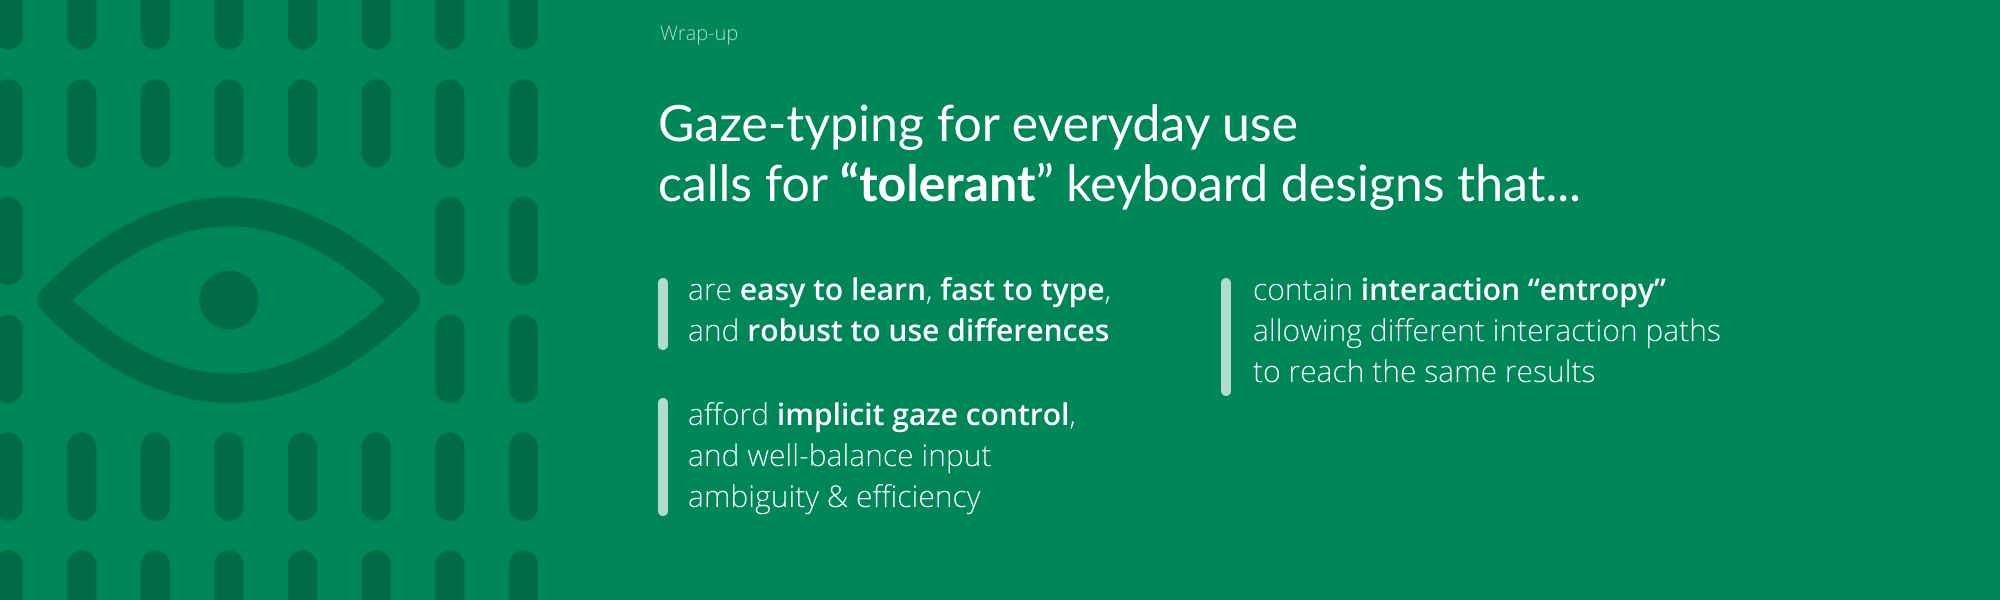 Wrap-up
Gaze-typing for everyday use
calls for “tolerant” keyboard designs that...
are easy to learn, fast to type,
and robust to use differences
afford implicit gaze control,
and well-balance input
ambiguity & efficiency
contain interaction “entropy”
allowing different interaction paths
to reach the same results